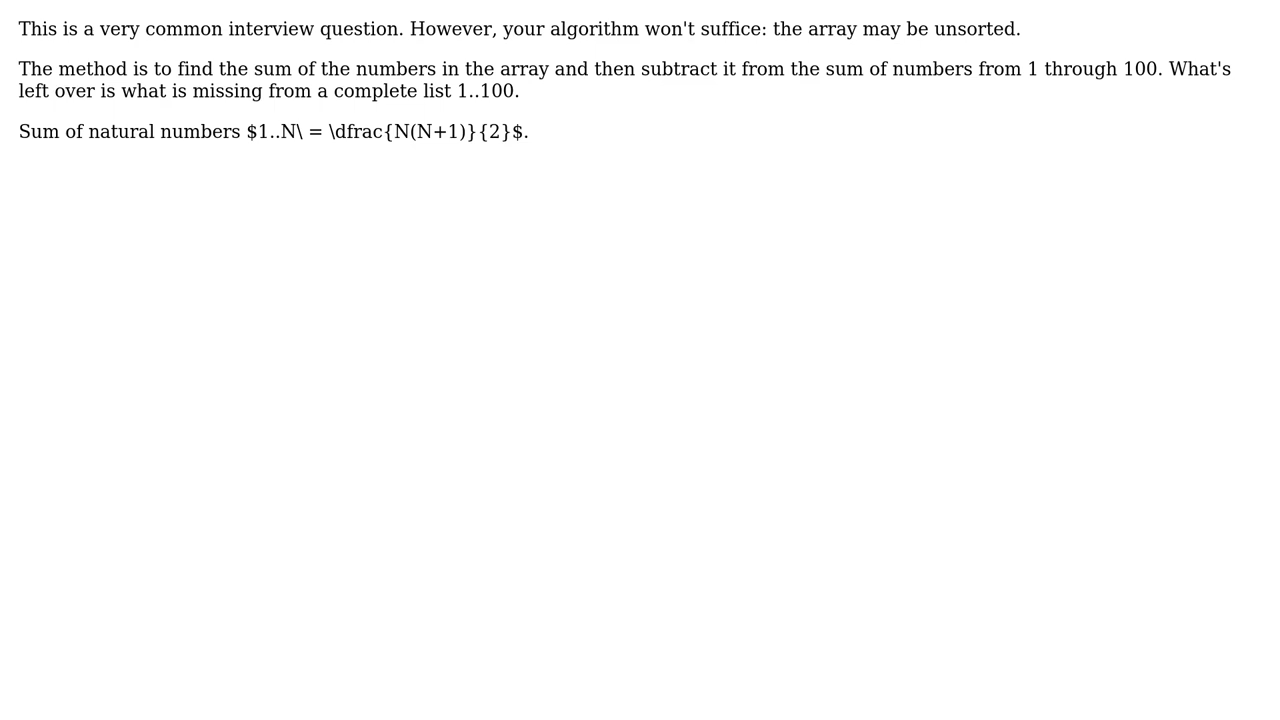 This is a very common interview question. However, your algorithm won't suffice: the array may be unsorted.
The method is to find the sum of the numbers in the array and then subtract it from the sum of numbers from 1 through 100. What's
left over is what is missing from a complete list 1..100.
Sum of natural numbers $1..N\ = \dfrac{N(N+1)}{2}$.